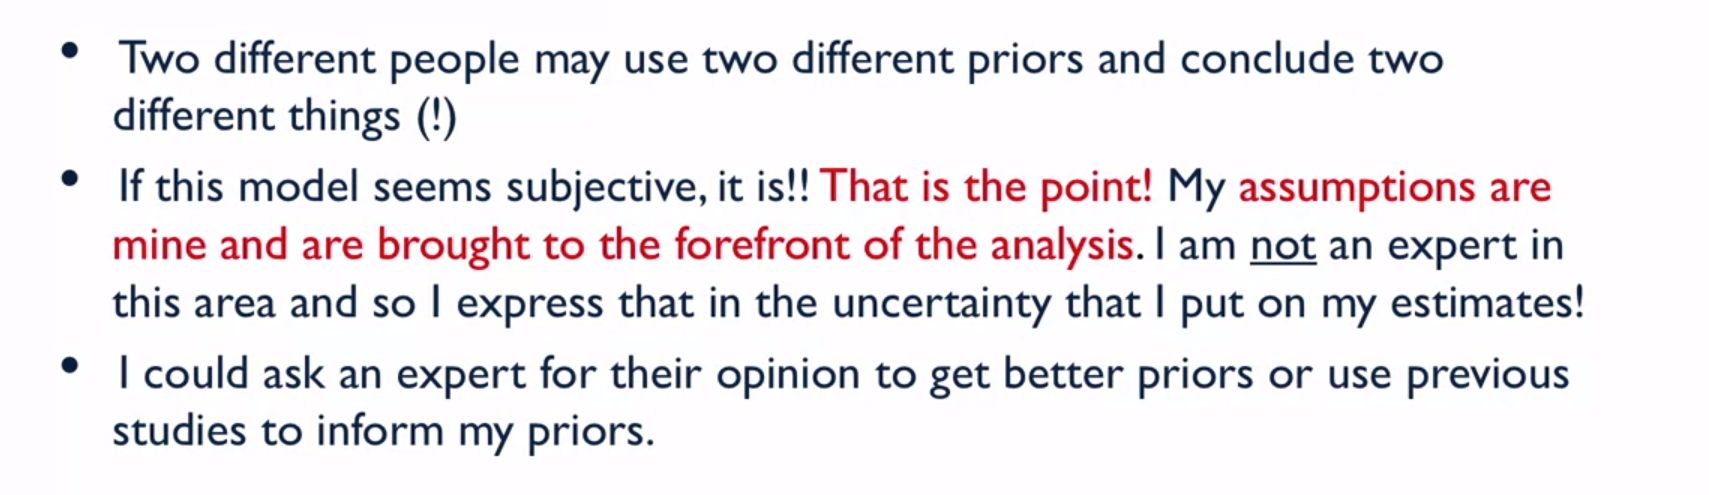 • Two different people may use two different priors and conclude two
different things (!)
• If this model seems subjective, it is!! That is the point! My assumptions are
mine and are brought to the forefront of the analysis. I am not an expert in
this area and so I express that in the uncertainty that I put on my estimates!
• I could ask an expert for their opinion to get better priors or use previous
studies to inform my priors.